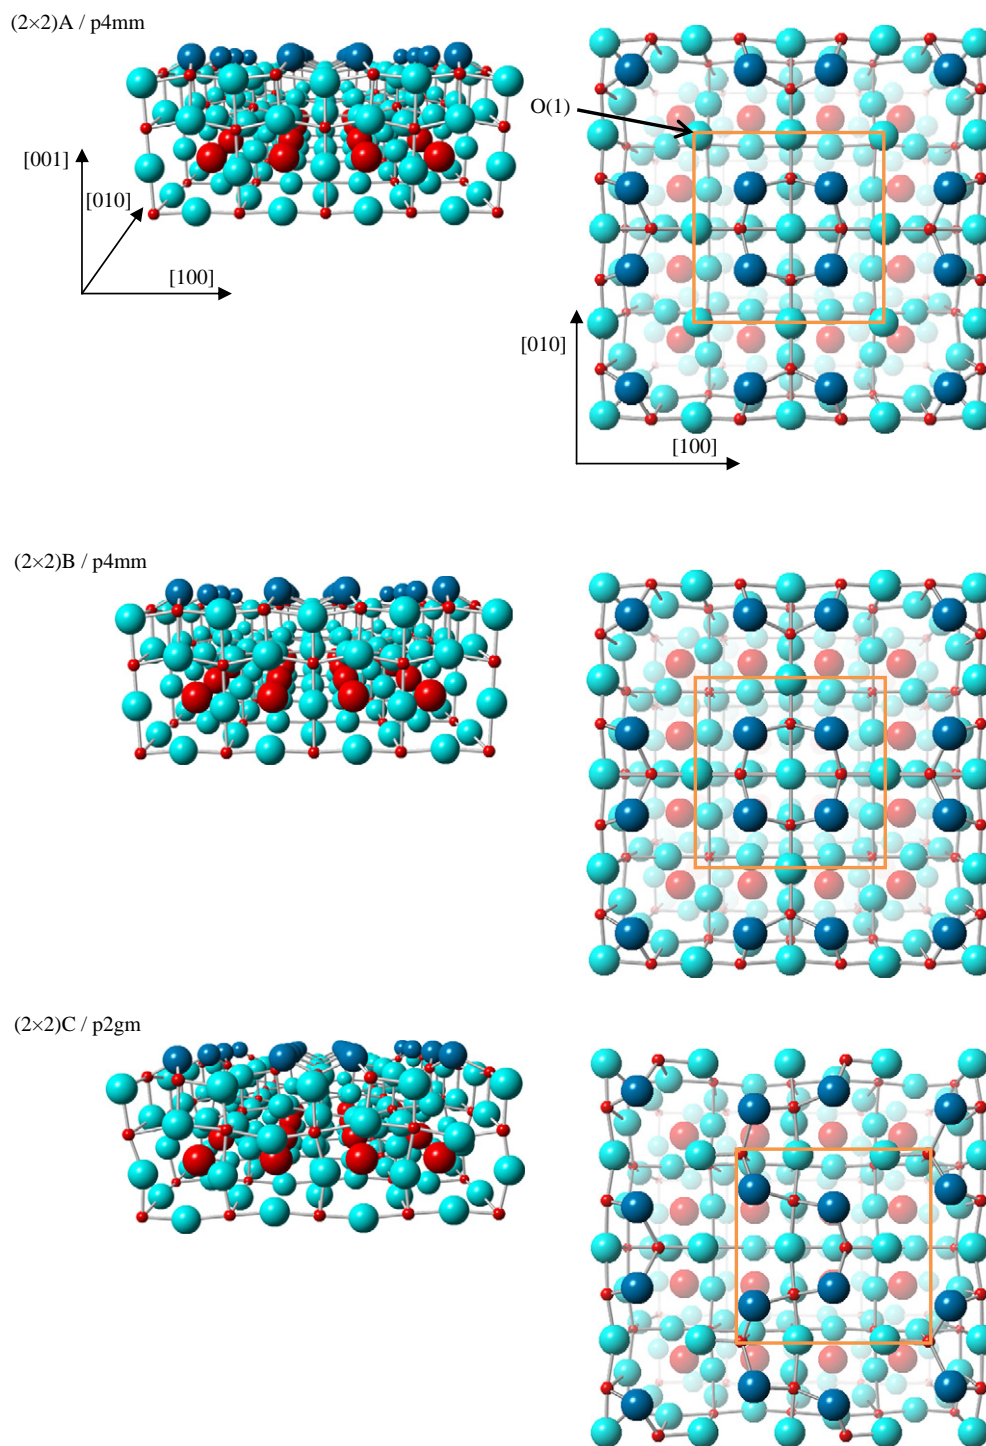 (2×2)A / p4mm
O(1)
[001]
[010]
[100]
[010]
[100]
(2×2)B / p4mm
(2×2)C / p2gm